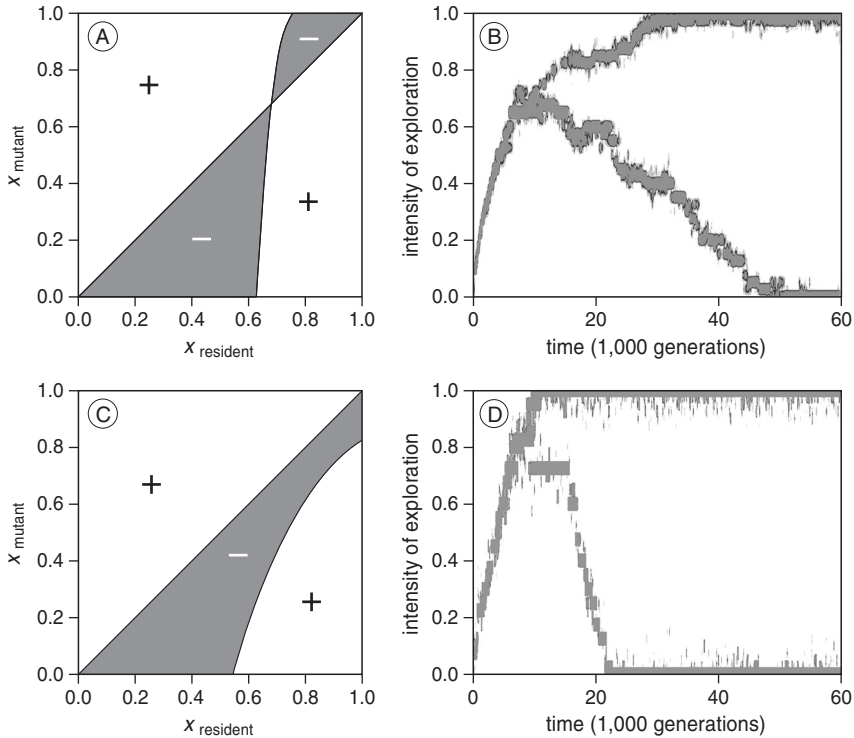 A
1.0
0.8
0.6
0.4
0.2
0.0
x mutant
+
−
−
+
0.0 0.2 0.4 0.6 0.8 1.0
x resident
B
1.0
0.8
0.6
0.4
0.2
0.0
intensity of exploration
0 20 40 60
time (1,000 generations)
C
1.0
0.8
0.6
0.4
0.2
0.0
x mutant
+
−
+
0.0 0.2 0.4 0.6 0.8 1.0
x resident
D
1.0
0.8
0.6
0.4
0.2
0.0
intensity of exploration
0 20 40 60
time (1,000 generations)